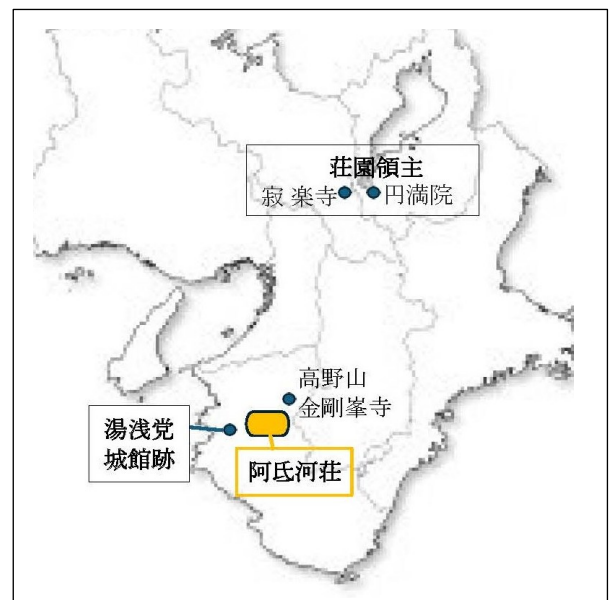 荘園領主
寂楽寺 円満院
高野山
金剛峯寺
湯浅党
城館跡
阿氐河荘